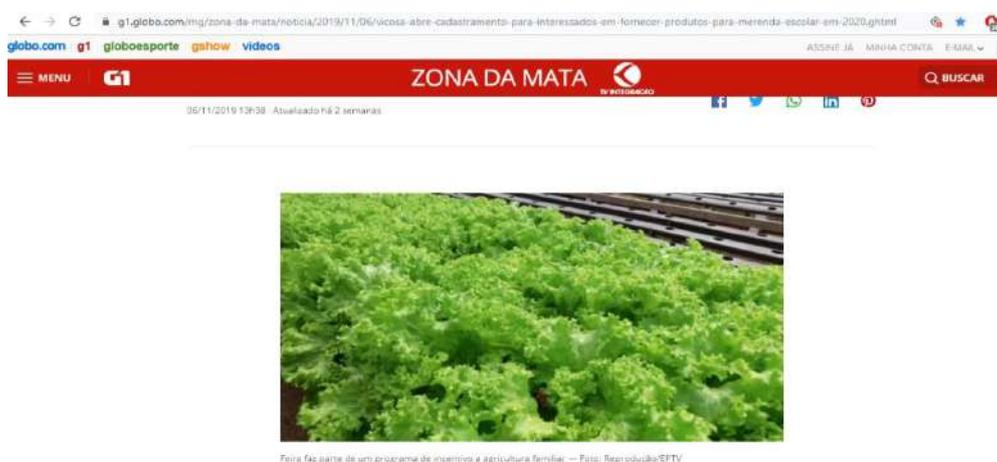 g1.globo.com/mg/zona-da-mata/noticia/2019/11/06/vicosa-abre-cadastramento-para-interessados-em-fornecer-produtos-para-merenda-escolar-em-2020.ghtml
globo.com g1 globoesporte gshow vídeos ASSINE JÁ MINHA CONTA E-MAIL
MENU G1 ZONA DA MATA TV INTEGRAÇÃO BUSCAR
06/11/2019 13h38 Atualizado há 2 semanas
Feira faz parte de um programa de incentivo a agricultura familiar — Foto: Reprodução/EPTV